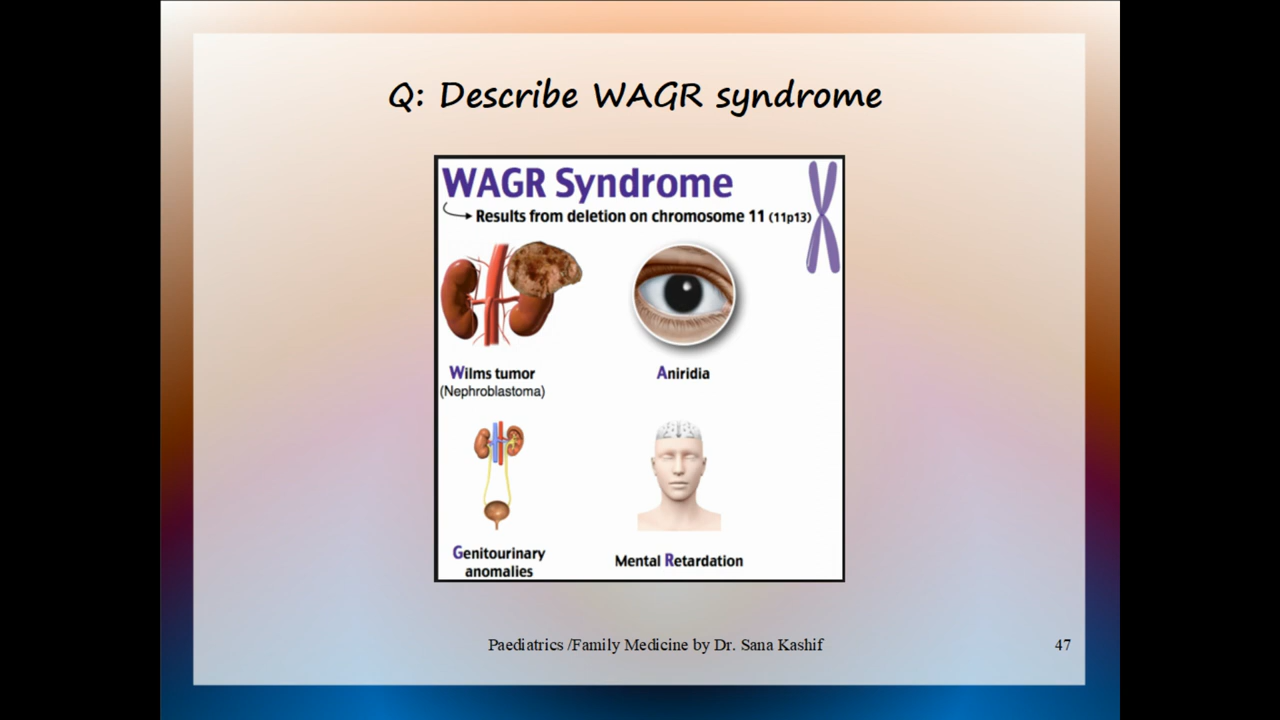 Q: Describe WAGR syndrome
WAGR Syndrome
Results from deletion on chromosome 11 (11p13)
Wilms tumor
(Nephroblastoma)
Aniridia
Genitourinary
anomalies
Mental Retardation
Paediatrics /Family Medicine by Dr. Sana Kashif
47